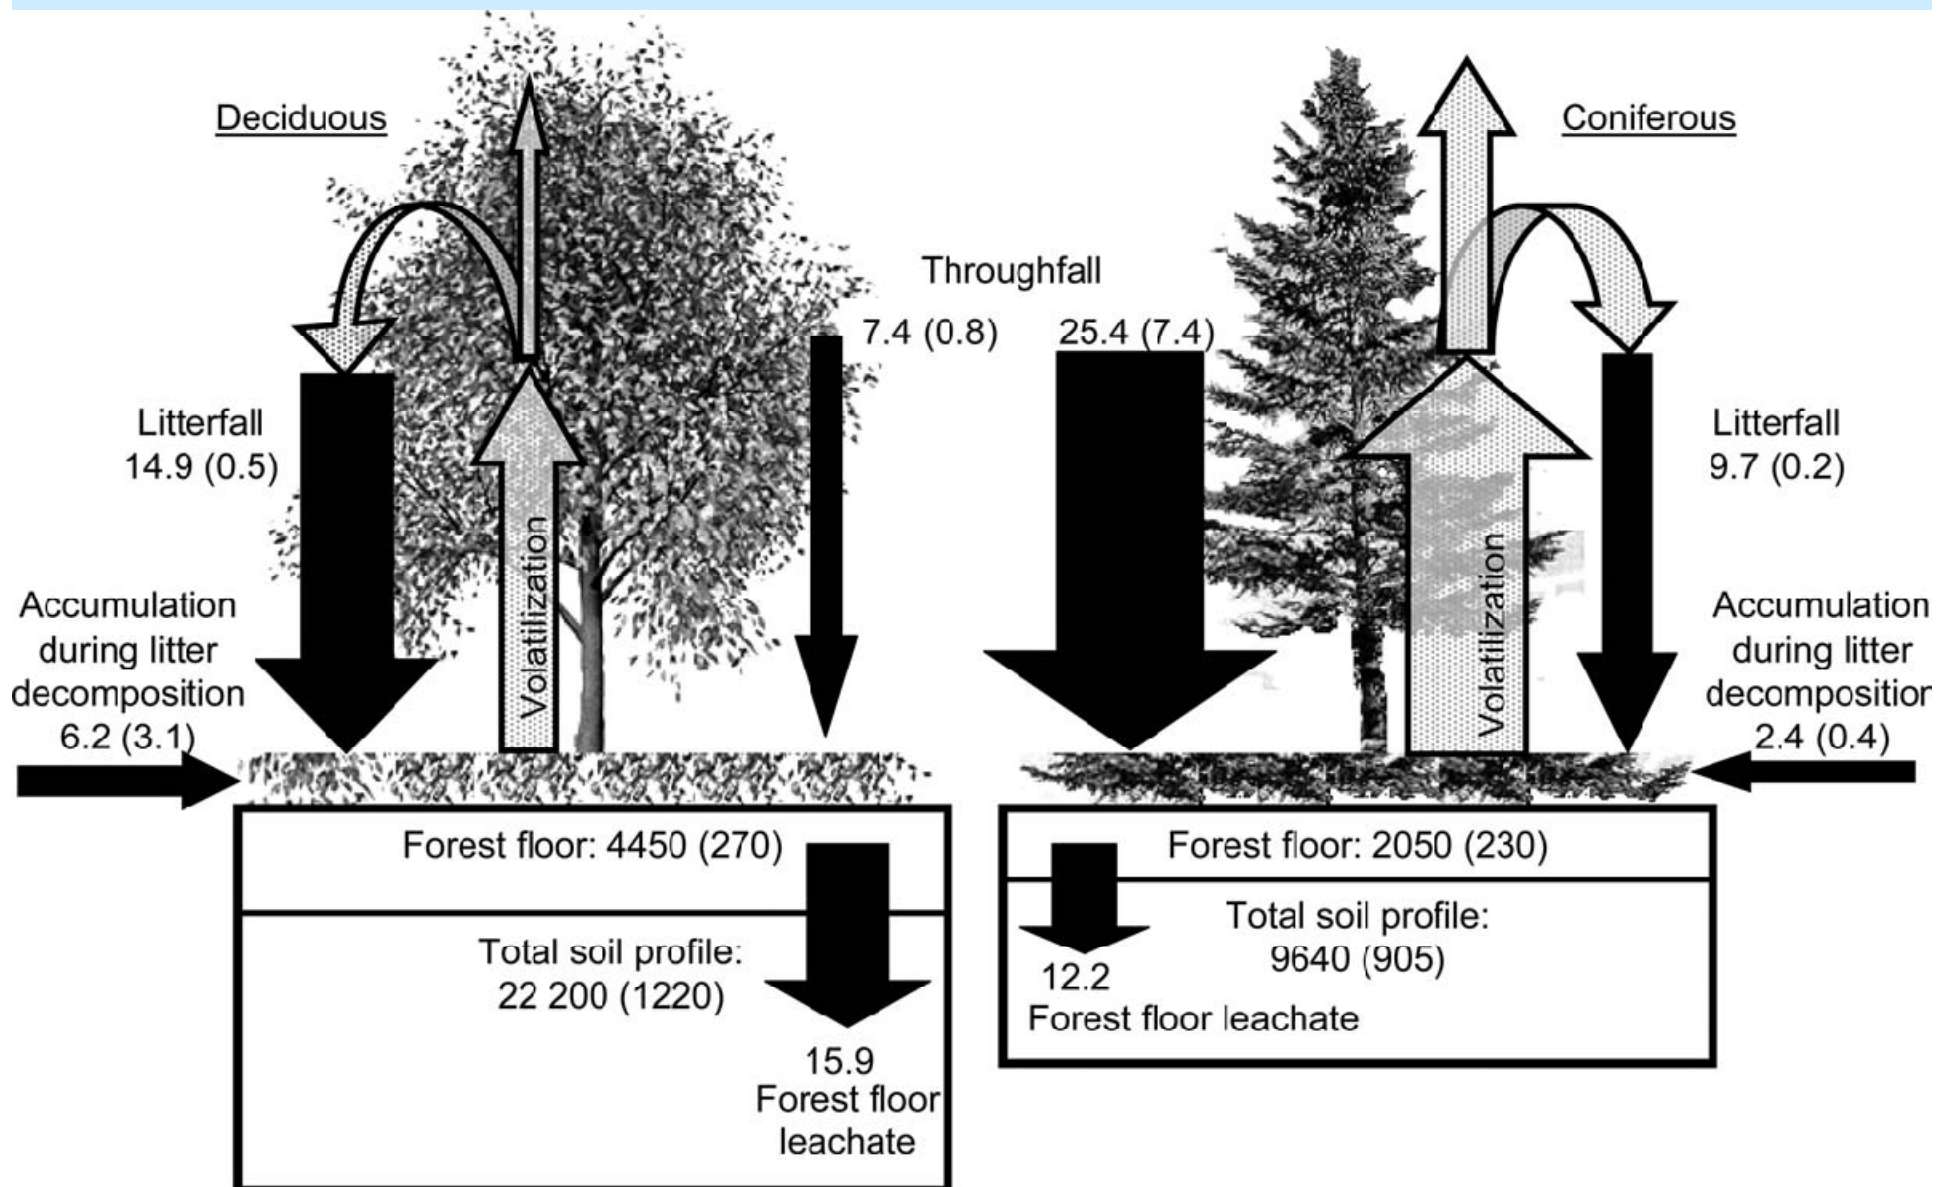 Deciduous
Coniferous
Throughfall
7.4 (0.8)
25.4 (7.4)
Litterfall
14.9 (0.5)
Litterfall
9.7 (0.2)
Volatilization
Volatilization
Accumulation
during litter
decomposition
6.2 (3.1)
Accumulation
during litter
decomposition
2.4 (0.4)
Forest floor: 4450 (270)
Total soil profile:
22 200 (1220)
15.9
Forest floor
leachate
Forest floor: 2050 (230)
Total soil profile:
9640 (905)
12.2
Forest floor leachate